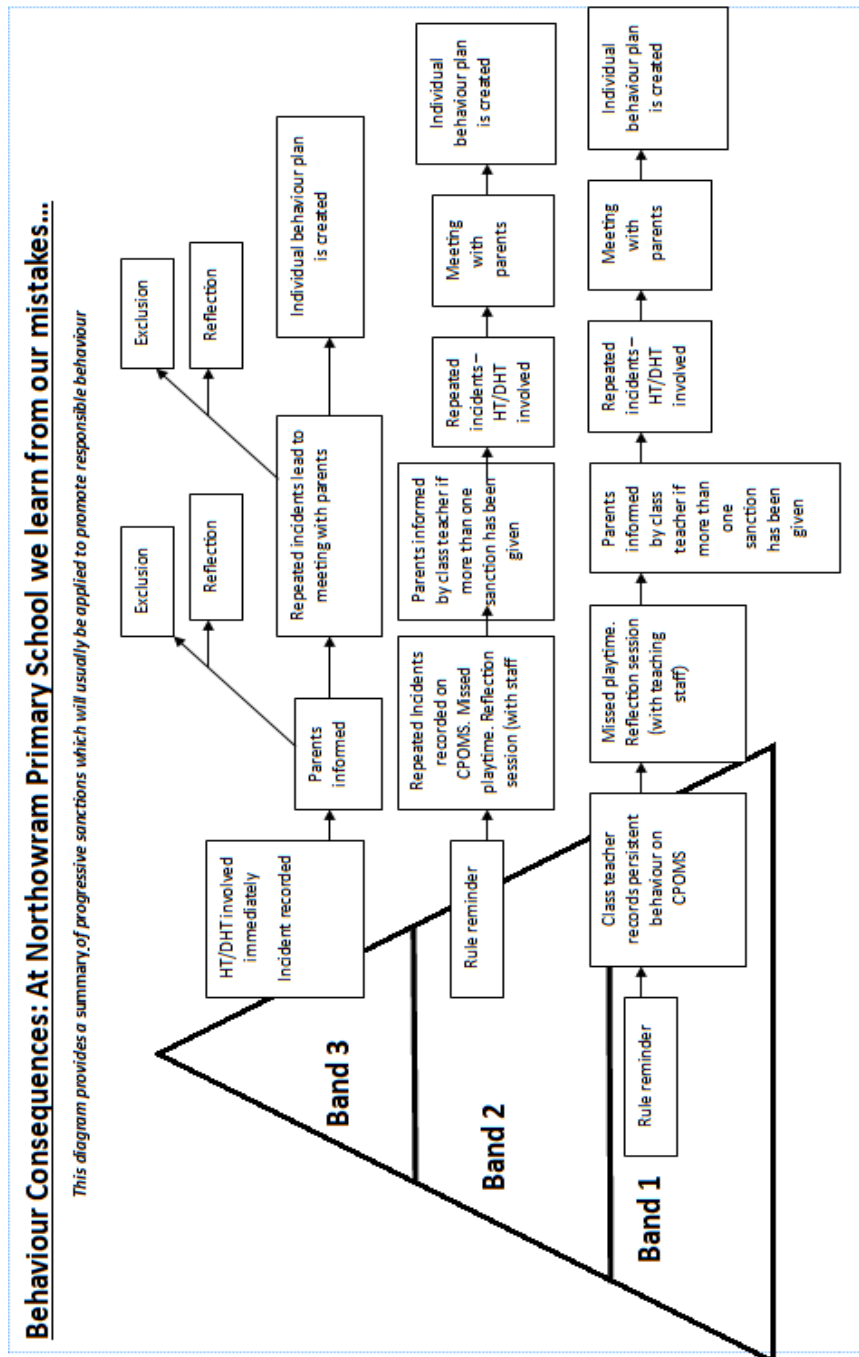 Behaviour Consequences: At Northowram Primary School we learn from our mistakes...
This diagram provides a summary of progressive sanctions which will usually be applied to promote responsible behaviour
Exclusion
Reflection
Exclusion
Reflection
Band 3
HT/DHT involved
immediately
Incident recorded
Parents
informed
Repeated incidents lead to
meeting with parents
Individual behaviour plan
is created
Band 2
Rule reminder
Repeated Incidents
recorded on
CPOMS. Missed
playtime. Reflection
session (with staff
Parents informed
by class teacher if
more than one
sanction has been
given
Repeated
incidents –
HT/DHT
involved
Meeting
with
parents
Individual
behaviour plan
is created
Band 1
Rule reminder
Class teacher
records persistent
behaviour on
CPOMS
Missed playtime.
Reflection session
(with teaching
staff)
Parents
informed
by class
teacher if
more than
one
sanction
has been
given
Repeated
incidents –
HT/DHT
involved
Meeting
with
parents
Individual
behaviour plan
is created